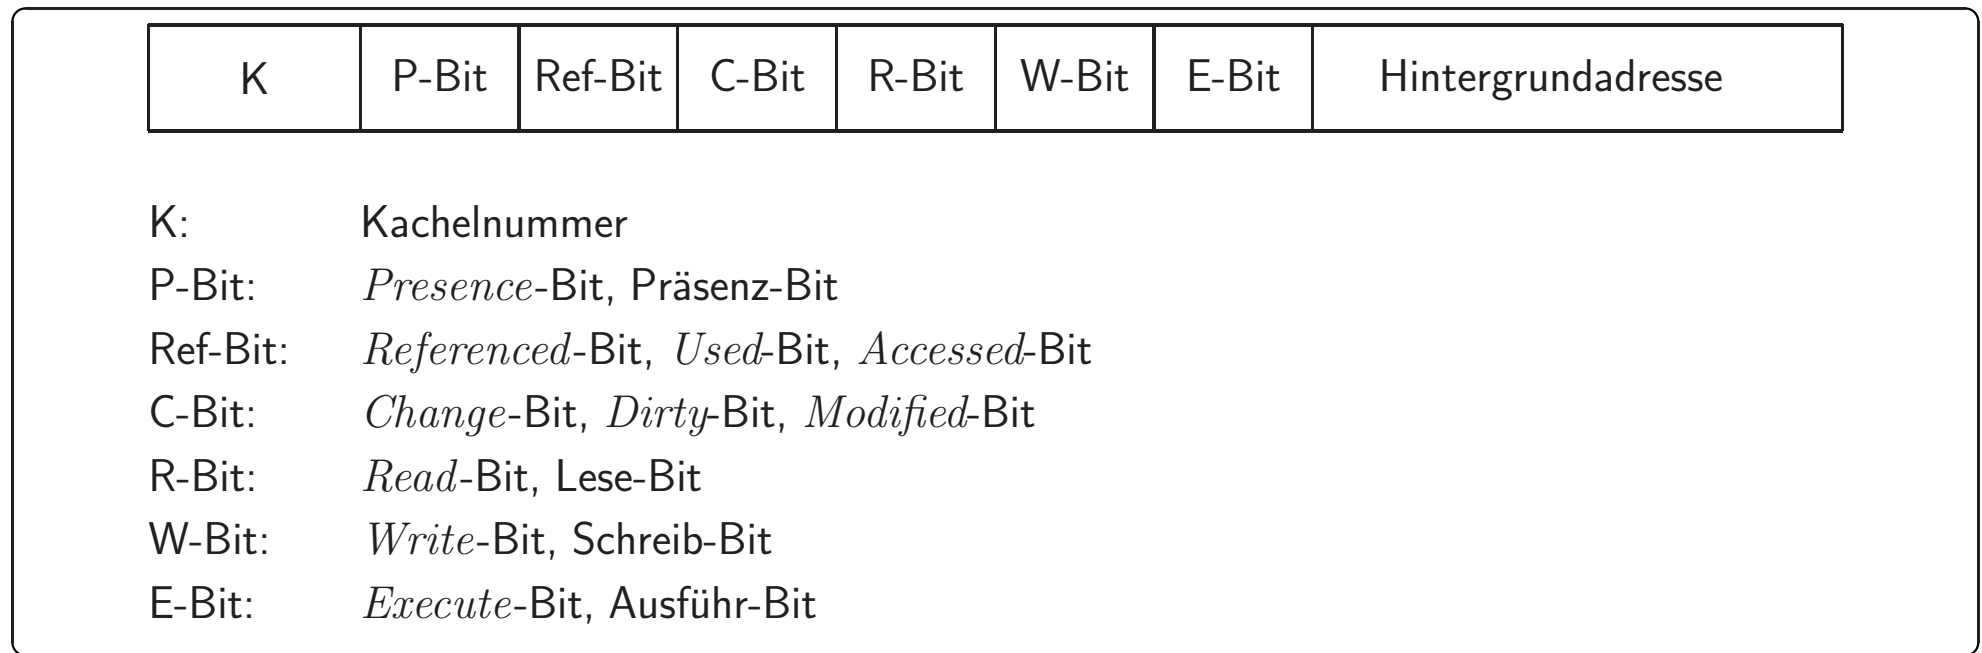 K P-Bit Ref-Bit C-Bit R-Bit W-Bit E-Bit Hintergrundadresse
K: Kachelnummer
P-Bit: Presence-Bit, Präsenz-Bit
Ref-Bit: Referenced-Bit, Used-Bit, Accessed-Bit
C-Bit: Change-Bit, Dirty-Bit, Modified-Bit
R-Bit: Read-Bit, Lese-Bit
W-Bit: Write-Bit, Schreib-Bit
E-Bit: Execute-Bit, Ausführ-Bit